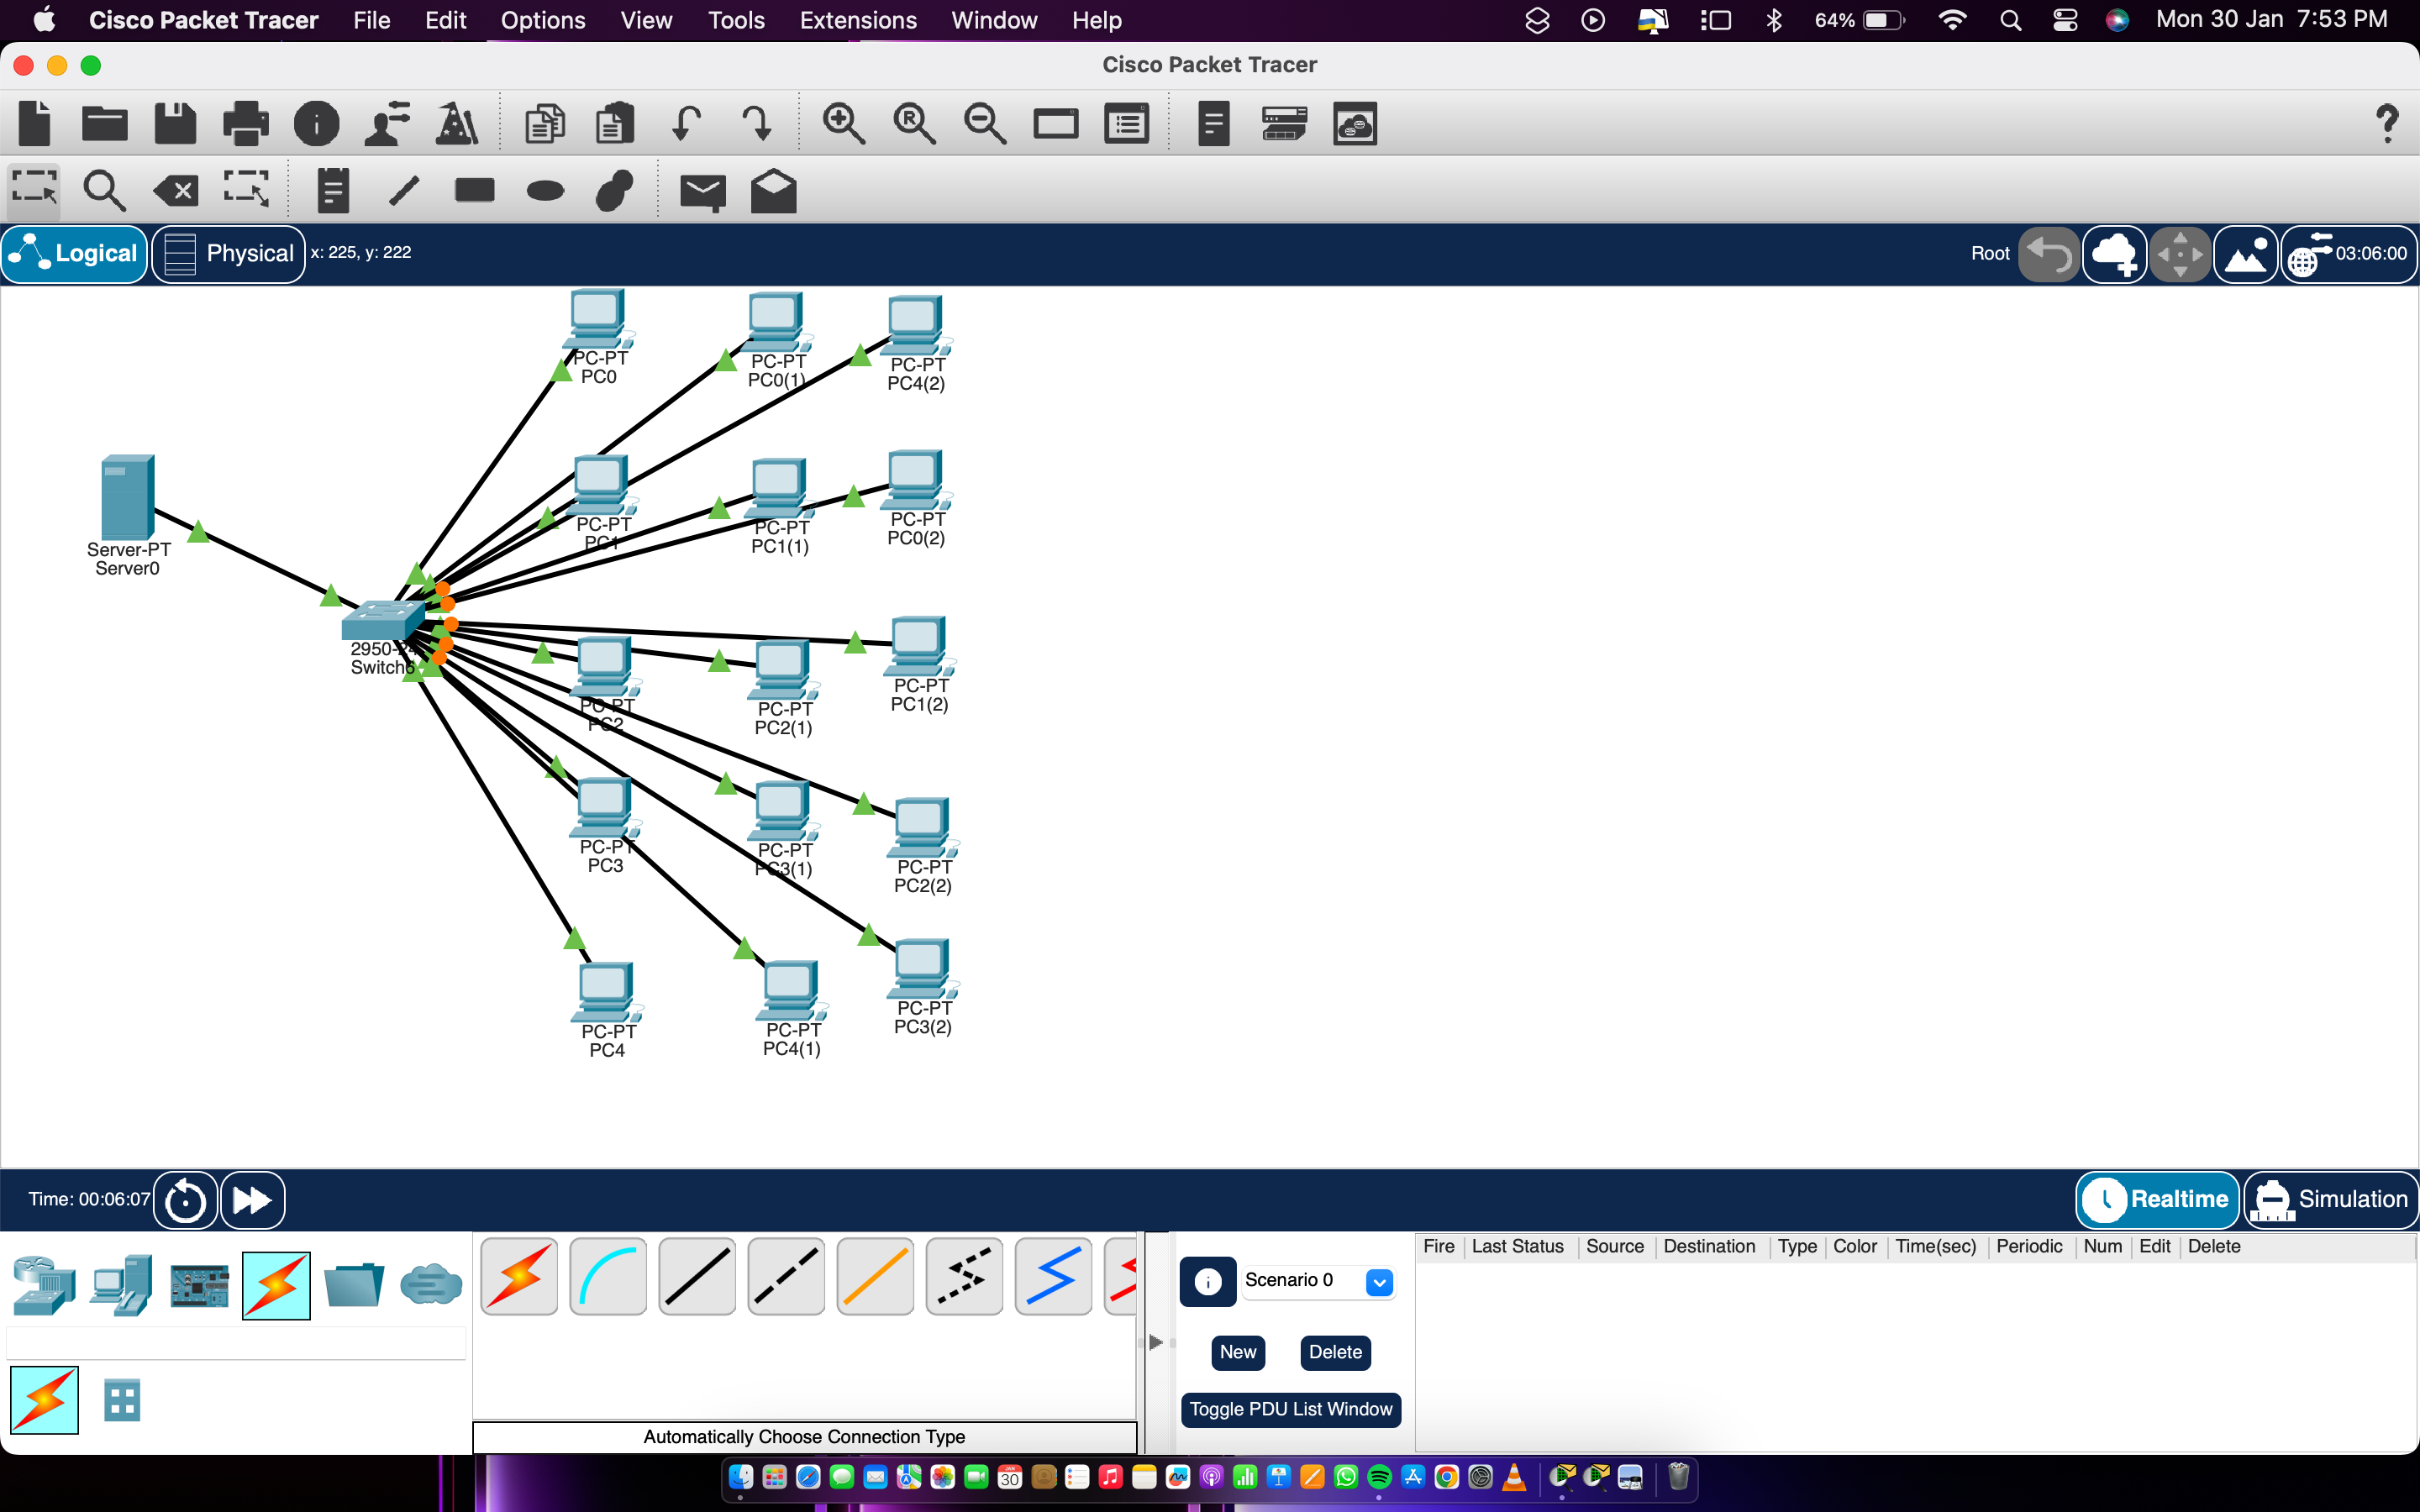 Cisco Packet Tracer File Edit Options View Tools Extensions Window Help 64% Mon 30 Jan 7:53 PM
Cisco Packet Tracer
Logical Physical x: 225, y: 222 Root 03:06:00
PC-PT
PC0
PC-PT
PC0(1)
PC-PT
PC4(2)
Server-PT
Server0
PC-PT
PC1
PC-PT
PC1(1)
PC-PT
PC0(2)
2950-24
Switch6
PC-PT
PC2
PC-PT
PC2(1)
PC-PT
PC1(2)
PC-PT
PC3
PC-PT
PC3(1)
PC-PT
PC2(2)
PC-PT
PC4
PC-PT
PC4(1)
PC-PT
PC3(2)
Time: 00:06:07 Realtime Simulation
Fire Last Status Source Destination Type Color Time(sec) Periodic Num Edit Delete
Scenario 0
New Delete
Toggle PDU List Window
Automatically Choose Connection Type
JAN
30